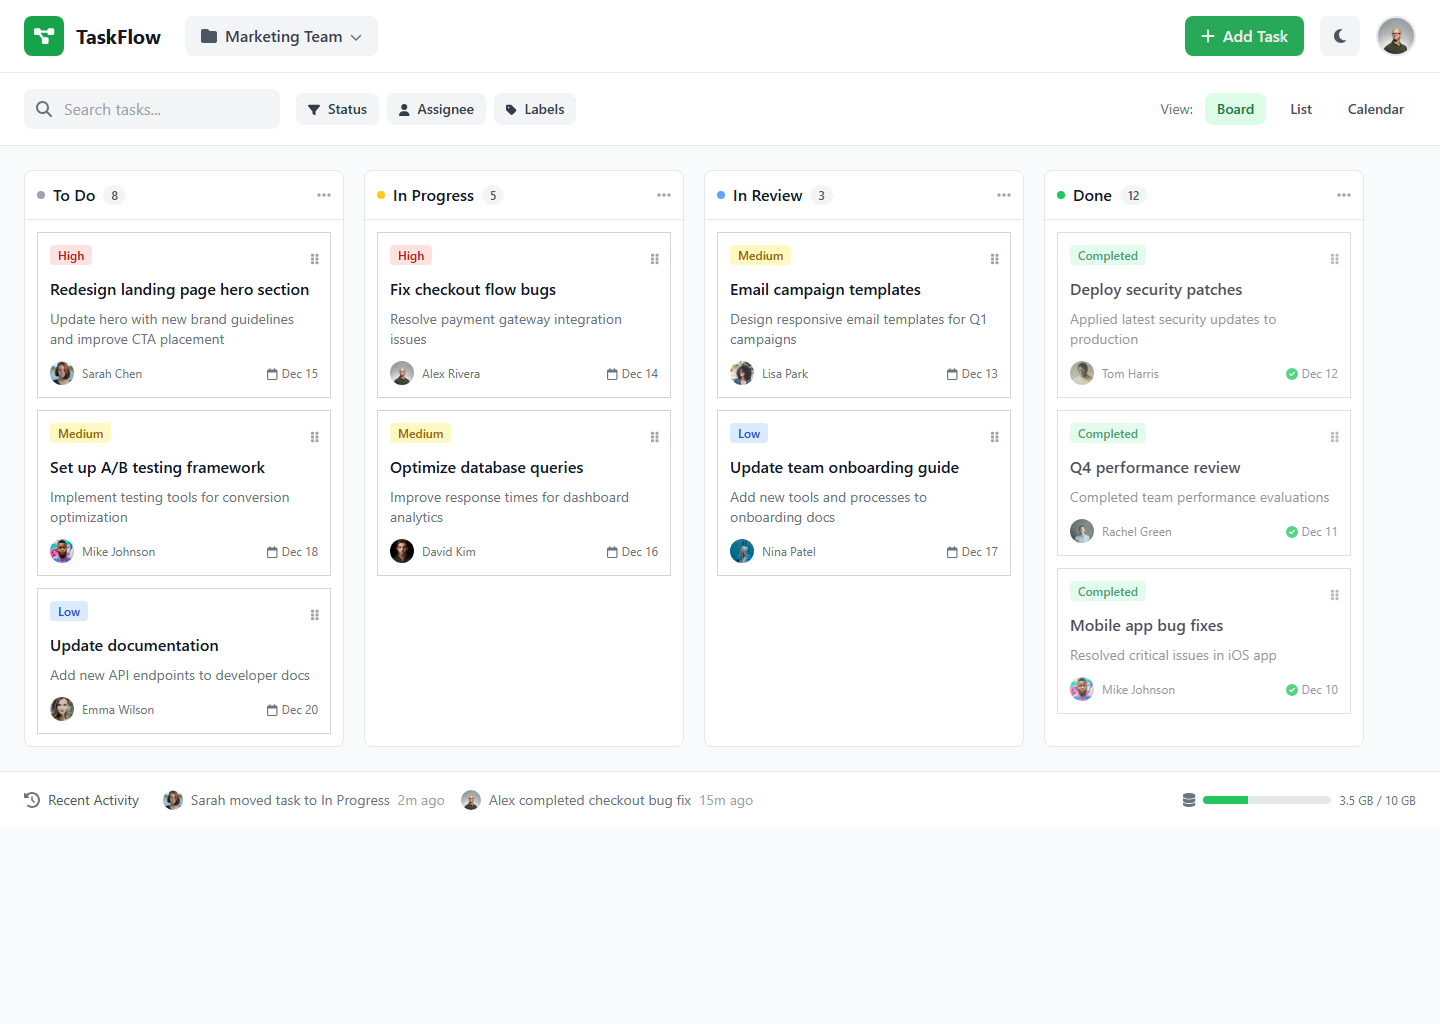 TaskFlow
Marketing Team
Add Task
Search tasks...
Status
Assignee
Labels
View:
Board
List
Calendar
To Do 8
High
Redesign landing page hero section
Update hero with new brand guidelines
and improve CTA placement
Sarah Chen
Dec 15
Medium
Set up A/B testing framework
Implement testing tools for conversion
optimization
Mike Johnson
Dec 18
Low
Update documentation
Add new API endpoints to developer docs
Emma Wilson
Dec 20
In Progress 5
High
Fix checkout flow bugs
Resolve payment gateway integration
issues
Alex Rivera
Dec 14
Medium
Optimize database queries
Improve response times for dashboard
analytics
David Kim
Dec 16
In Review 3
Medium
Email campaign templates
Design responsive email templates for Q1
campaigns
Lisa Park
Dec 13
Low
Update team onboarding guide
Add new tools and processes to
onboarding docs
Nina Patel
Dec 17
Done 12
Completed
Deploy security patches
Applied latest security updates to
production
Tom Harris
Dec 12
Completed
Q4 performance review
Completed team performance evaluations
Rachel Green
Dec 11
Completed
Mobile app bug fixes
Resolved critical issues in iOS app
Mike Johnson
Dec 10
Recent Activity
Sarah moved task to In Progress 2m ago
Alex completed checkout bug fix 15m ago
3.5 GB / 10 GB